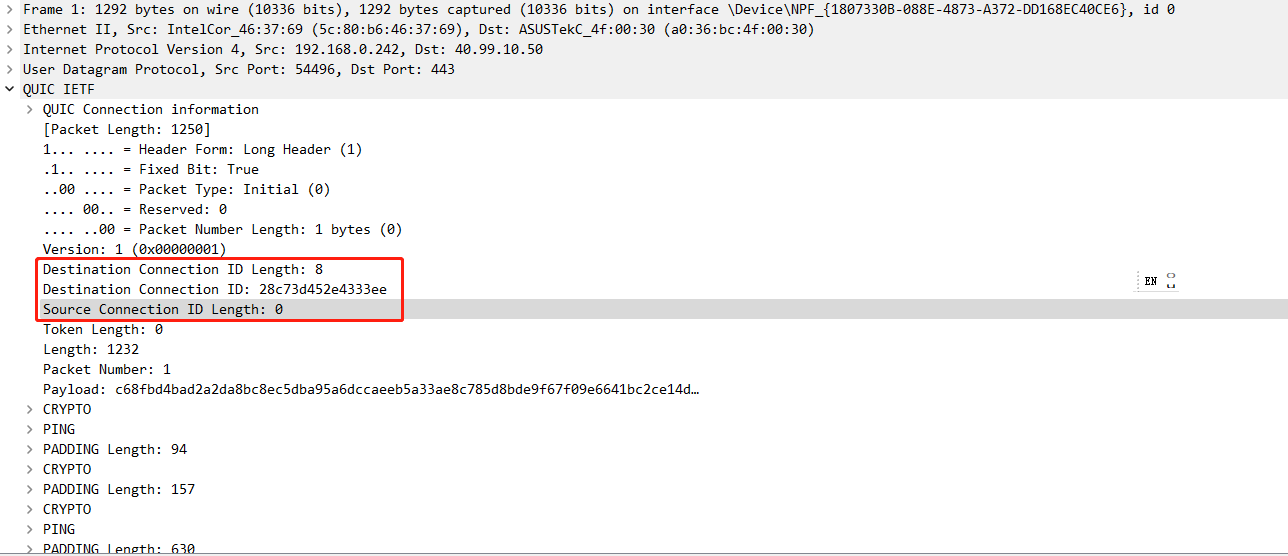 Frame 1: 1292 bytes on wire (10336 bits), 1292 bytes captured (10336 bits) on interface \Device\NPF_{1807330B-088E-4873-A372-DD168EC40CE6}, id 0
Ethernet II, Src: IntelCor_46:37:69 (5c:80:b6:46:37:69), Dst: ASUSTekC_4f:00:30 (a0:36:bc:4f:00:30)
Internet Protocol Version 4, Src: 192.168.0.242, Dst: 40.99.10.50
User Datagram Protocol, Src Port: 54496, Dst Port: 443
QUIC IETF
QUIC Connection information
[Packet Length: 1250]
1... .... = Header Form: Long Header (1)
.1.. .... = Fixed Bit: True
..00 .... = Packet Type: Initial (0)
.... 00.. = Reserved: 0
.... ..00 = Packet Number Length: 1 bytes (0)
Version: 1 (0x00000001)
Destination Connection ID Length: 8
Destination Connection ID: 28c73d452e4333ee
EN
Source Connection ID Length: 0
Token Length: 0
Length: 1232
Packet Number: 1
Payload: c68fbd4bad2a2da8bc8ec5dba95a6dccaeeb5a33ae8c785d8bde9f67f09e6641bc2ce14d…
CRYPTO
PING
PADDING Length: 94
CRYPTO
PADDING Length: 157
CRYPTO
PING
PADDING Length: 630